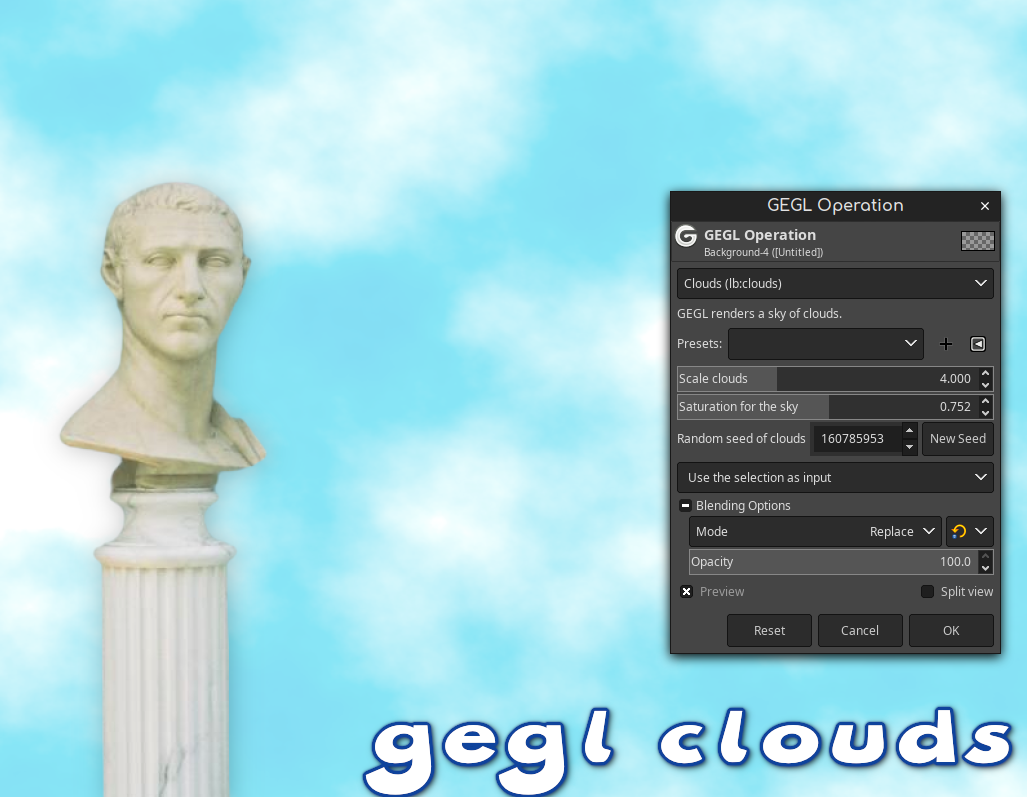 GEGL Operation
GEGL Operation
Background-4 ([Untitled])
Clouds (lb:clouds)
GEGL renders a sky of clouds.
Presets:
Scale clouds 4.000
Saturation for the sky 0.752
Random seed of clouds 160785953 New Seed
Use the selection as input
Blending Options
Mode Replace
Opacity 100.0
Preview Split view
Reset Cancel OK
gegl clouds